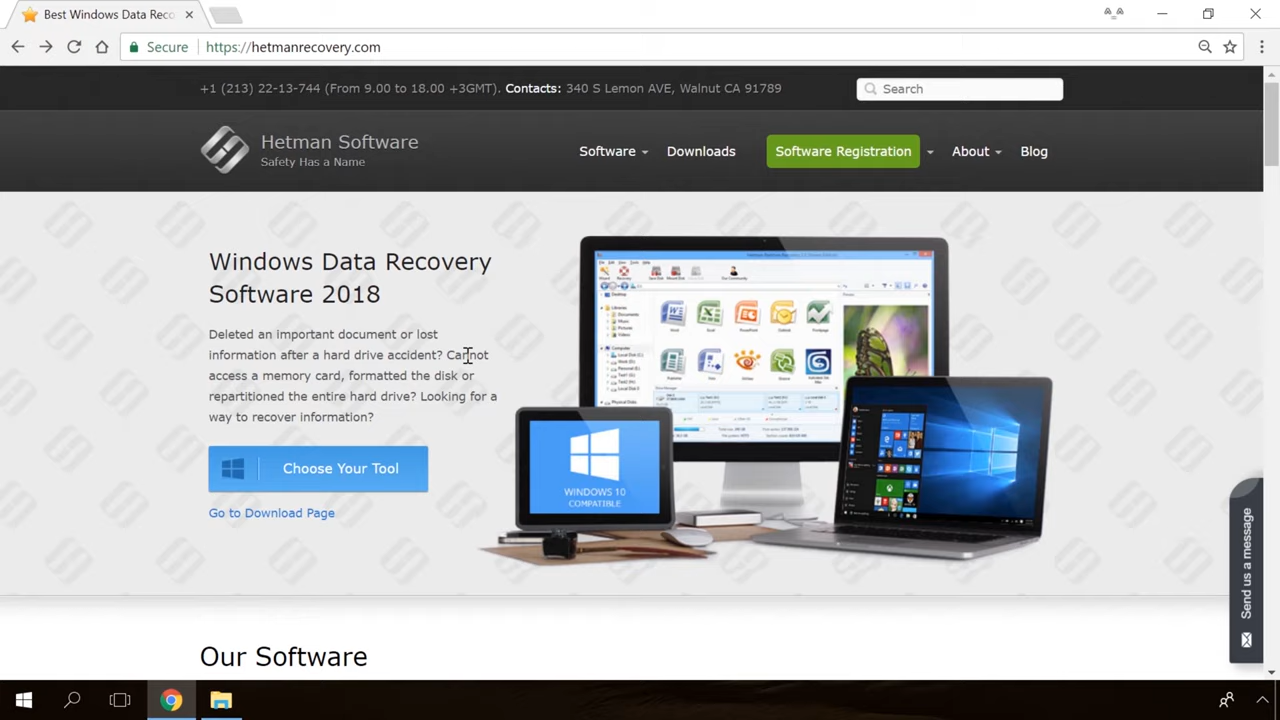 Best Windows Data Reco
Secure
https://hetmanrecovery.com
+1 (213) 22-13-744 (From 9.00 to 18.00 +3GMT). Contacts: 340 S Lemon AVE, Walnut CA 91789
Search
Hetman Software
Safety Has a Name
Software
Downloads
Software Registration
About
Blog
Windows Data Recovery
Software 2018
Deleted an important document or lost
information after a hard drive accident? Cannot
access a memory card, formatted the disk or
repartitioned the entire hard drive? Looking for a
way to recover information?
Choose Your Tool
Go to Download Page
WINDOWS 10
COMPATIBLE
Send us a message
Our Software